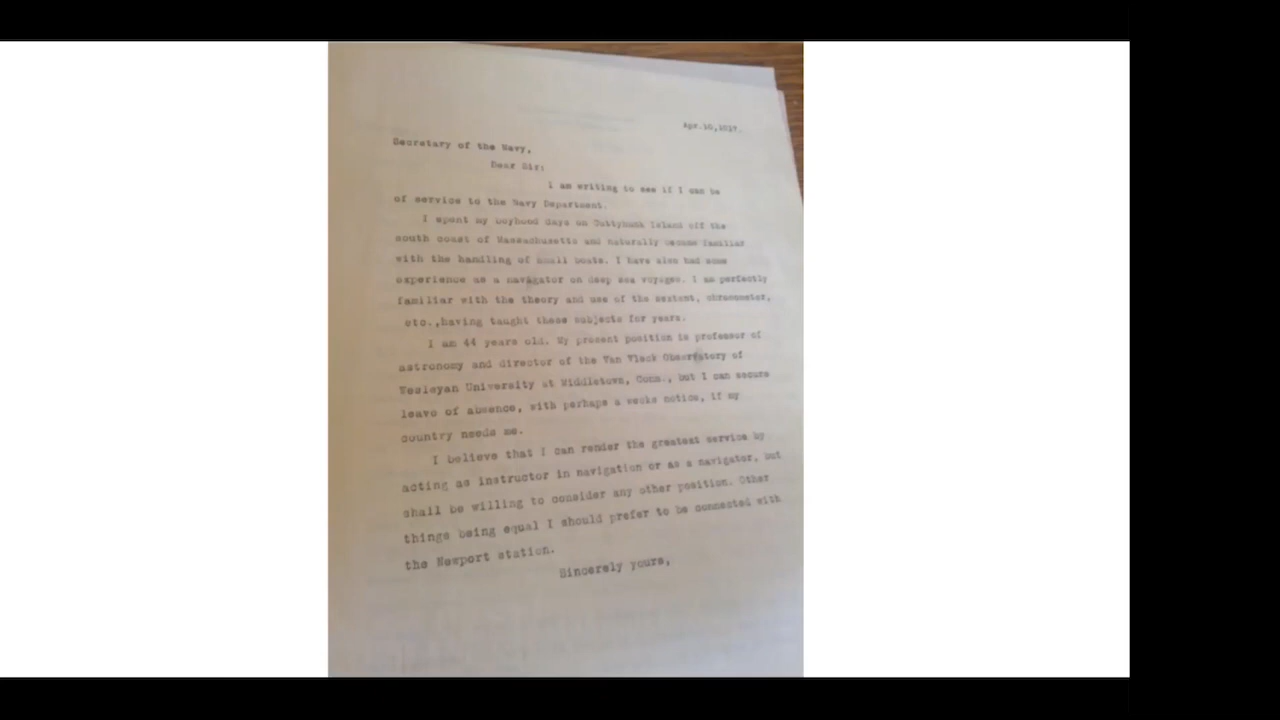 Apr.10,1917.
Secretary of the Navy,
Dear Sir:
I am writing to see if I can be
of service to the Navy Department.
I spent my boyhood days on Cuttyhunk Island off the
south coast of Massachusetts and naturally became familiar
with the handling of small boats. I have also had some
experience as a navigator on deep sea voyages. I am perfectly
familiar with the theory and use of the sextant, chronometer,
etc.,having taught these subjects for years.
I am 44 years old. My present position is professor of
astronomy and director of the Van Vleck Observatory of
Wesleyan University at Middletown, Conn., but I can secure
leave of absence, with perhaps a weeks notice, if my
country needs me.
I believe that I can render the greatest service by
acting as instructor in navigation or as a navigator, but
shall be willing to consider any other position. Other
things being equal I should prefer to be connected with
the Newport station.
Sincerely yours,